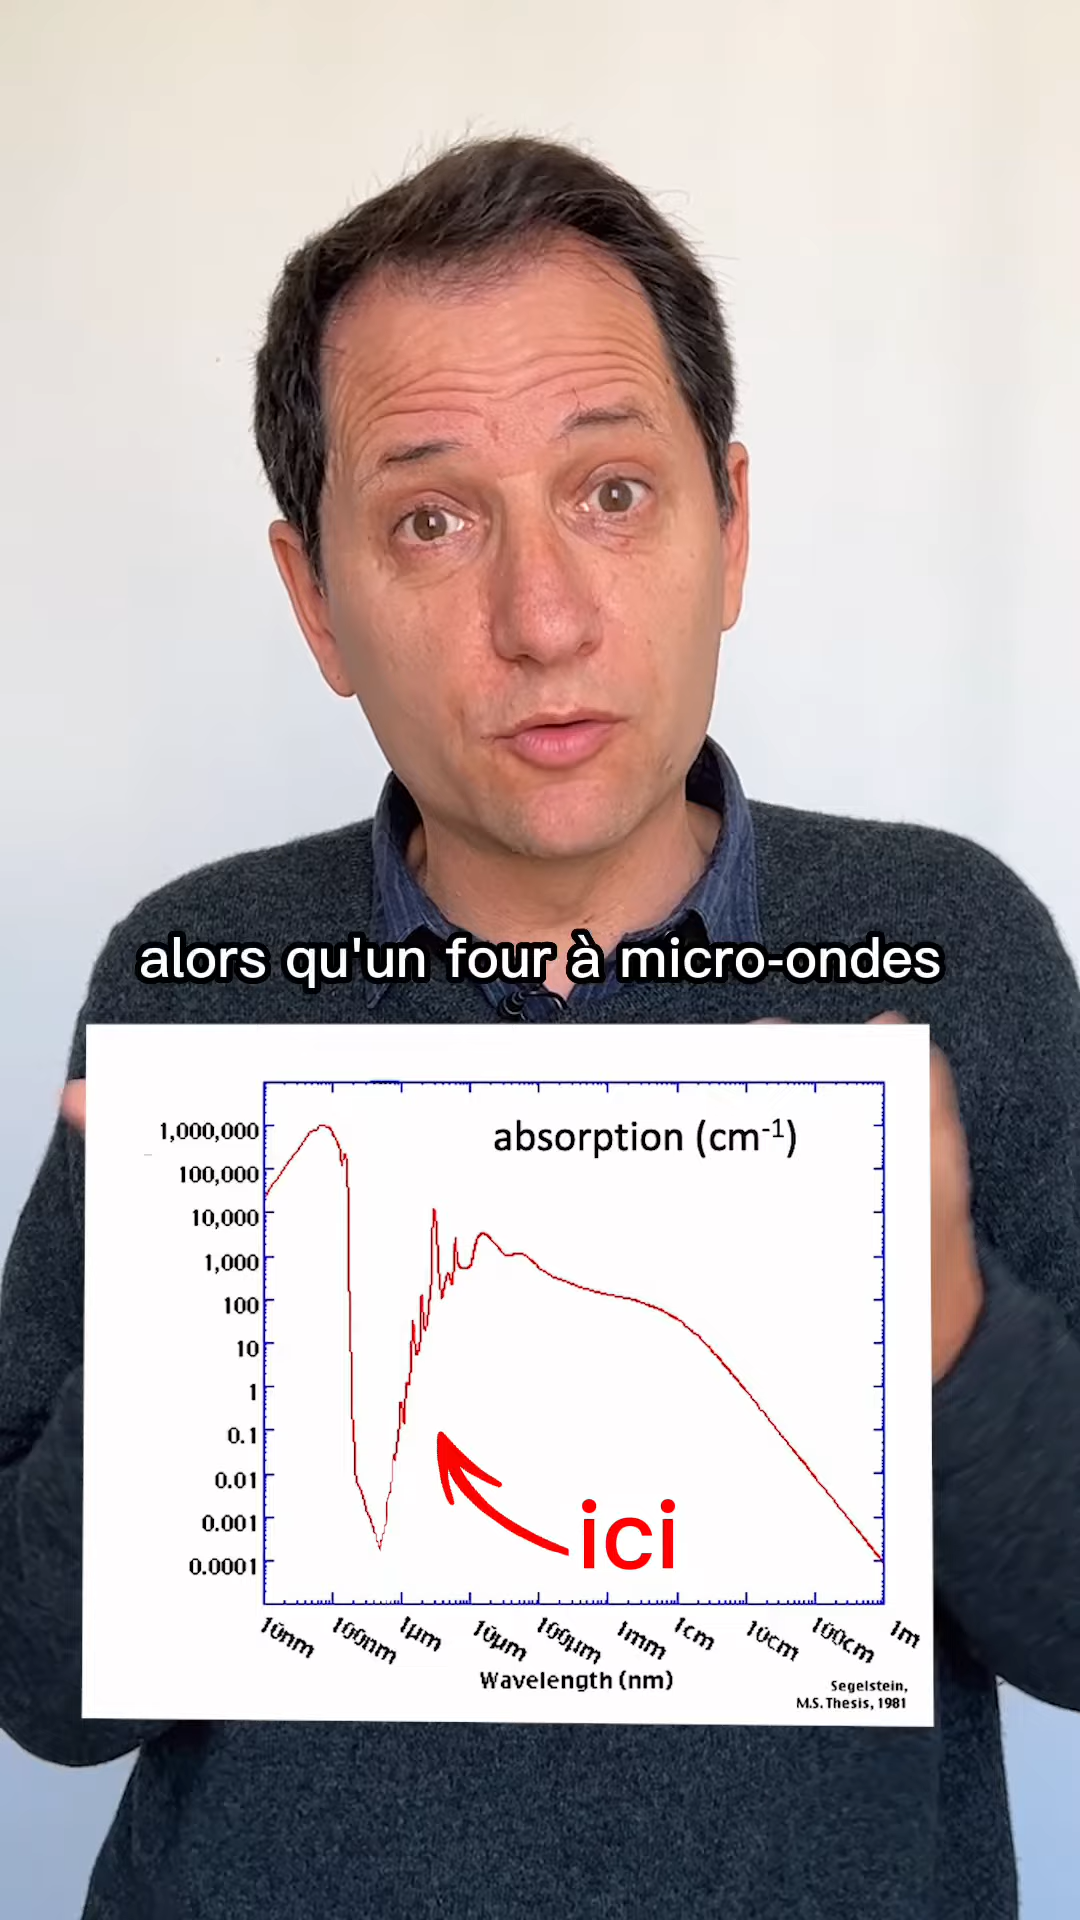 alors qu'un four à micro-ondes
absorption (cm-1)
1,000,000
100,000
10,000
1,000
100
10
1
0.1
0.01
0.001
0.0001
ici
10nm 100nm 1µm 10µm 100µm 1mm 1cm 10cm 100cm 1m
Wavelength (nm)
Segelstein,
M.S. Thesis, 1981